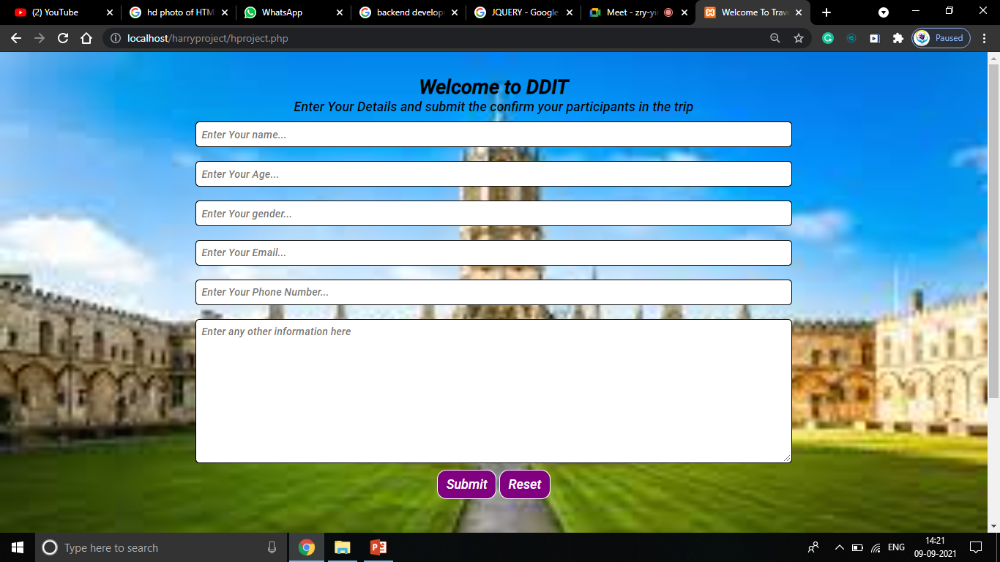 (2) YouTube
hd photo of HTM
WhatsApp
backend develop
JQUERY - Google
Meet - zry-yi
Welcome To Trav
localhost/harryproject/hproject.php
Paused
Welcome to DDIT
Enter Your Details and submit the confirm your participants in the trip
Enter Your name...
Enter Your Age...
Enter Your gender...
Enter Your Email...
Enter Your Phone Number...
Enter any other information here
Submit Reset
Type here to search
ENG
14:21
09-09-2021